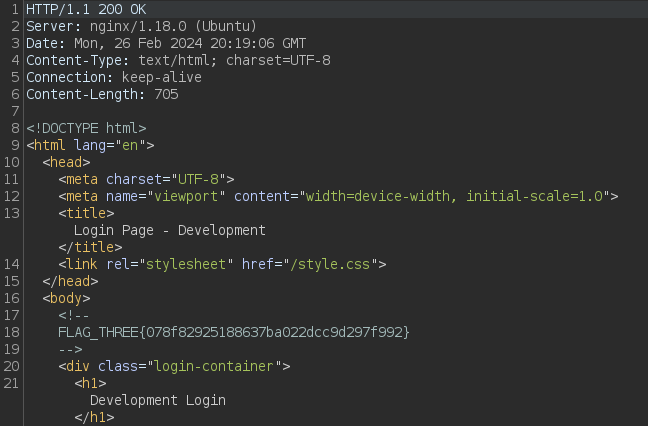 1 HTTP/1.1 200 OK
2 Server: nginx/1.18.0 (Ubuntu)
3 Date: Mon, 26 Feb 2024 20:19:06 GMT
4 Content-Type: text/html; charset=UTF-8
5 Connection: keep-alive
6 Content-Length: 705
7
8 <!DOCTYPE html>
9 <html lang="en">
10 <head>
11 <meta charset="UTF-8">
12 <meta name="viewport" content="width=device-width, initial-scale=1.0">
13 <title>
Login Page - Development
</title>
14 <link rel="stylesheet" href="/style.css">
15 </head>
16 <body>
17 <!--
18 FLAG_THREE{078f82925188637ba022dcc9d297f992}
19 -->
20 <div class="login-container">
21 <h1>
Development Login
</h1>